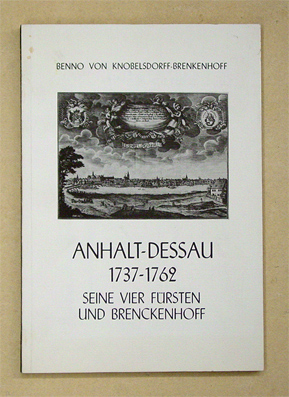 BENNO VON KNOBELSDORFF-BRENKENHOFF
ANHALT-DESSAU
1737-1762
SEINE VIER FÜRSTEN
UND BRENCKENHOFF